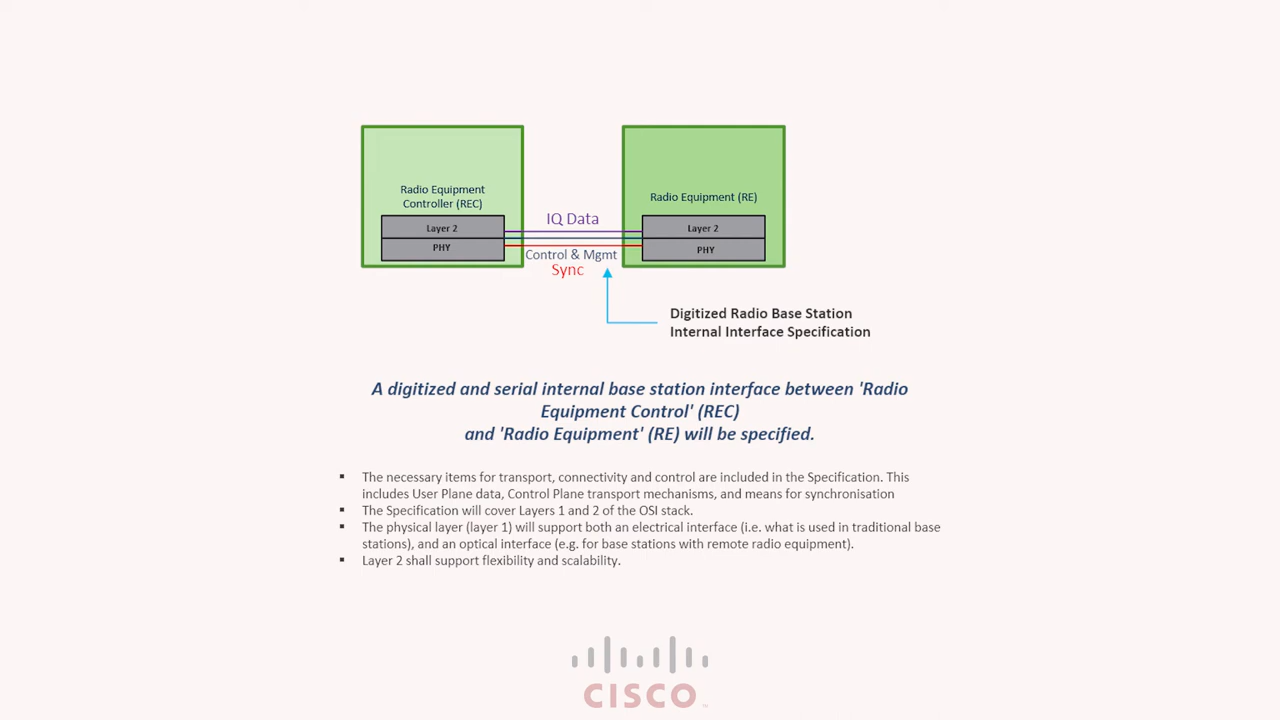 Radio Equipment
Controller (REC)
Layer 2
PHY
IQ Data
Control & Mgmt
Sync
Radio Equipment (RE)
Layer 2
PHY
Digitized Radio Base Station
Internal Interface Specification
A digitized and serial internal base station interface between 'Radio
Equipment Control' (REC)
and 'Radio Equipment' (RE) will be specified.
▪ The necessary items for transport, connectivity and control are included in the Specification. This
includes User Plane data, Control Plane transport mechanisms, and means for synchronisation
▪ The Specification will cover Layers 1 and 2 of the OSI stack.
▪ The physical layer (layer 1) will support both an electrical interface (i.e. what is used in traditional base
stations), and an optical interface (e.g. for base stations with remote radio equipment).
▪ Layer 2 shall support flexibility and scalability.
CISCO™